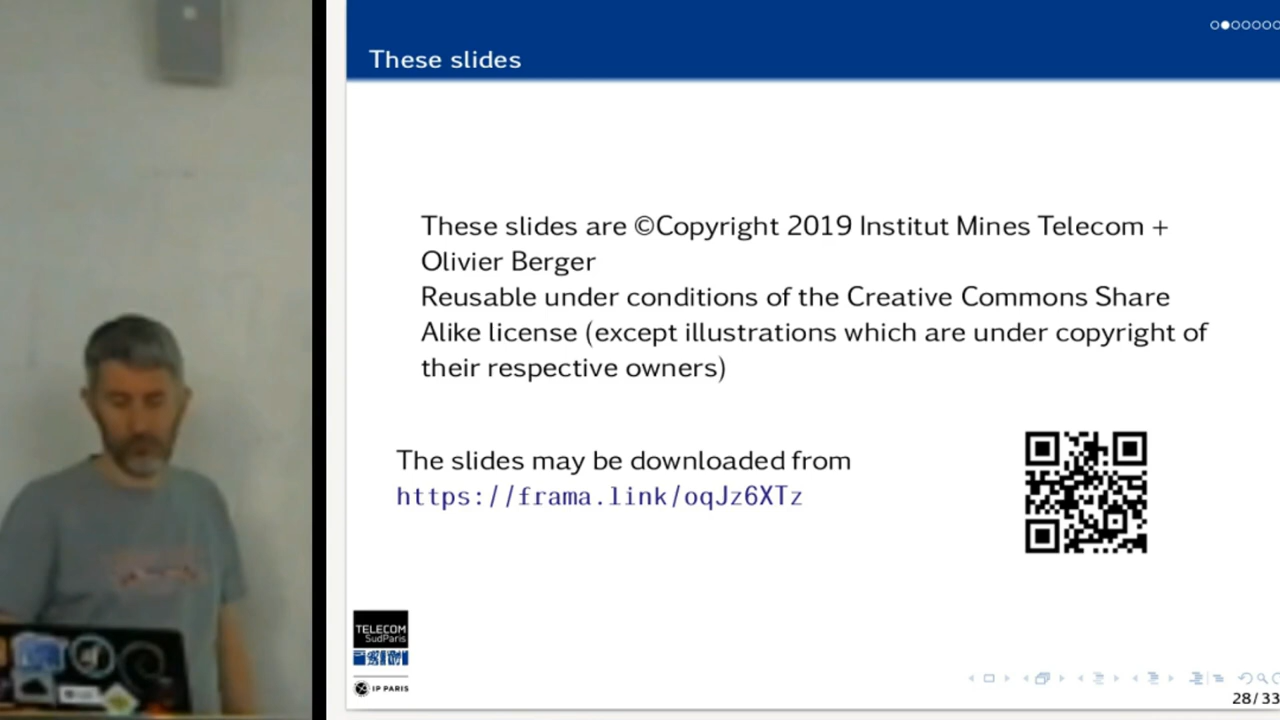 These slides
These slides are ©Copyright 2019 Institut Mines Telecom +
Olivier Berger
Reusable under conditions of the Creative Commons Share
Alike license (except illustrations which are under copyright of
their respective owners)
The slides may be downloaded from
https://frama.link/oqJz6XTz
TELECOM
SudParis
IP PARIS
28/33